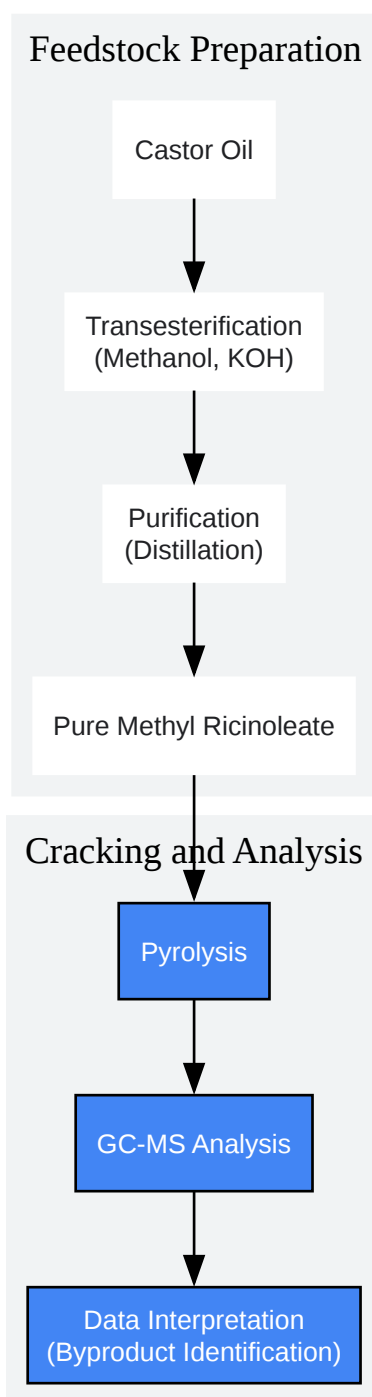 Feedstock Preparation
Castor Oil
Transesterification
(Methanol, KOH)
Purification
(Distillation)
Pure Methyl Ricinoleate
Cracking and Analysis
Pyrolysis
GC-MS Analysis
Data Interpretation
(Byproduct Identification)